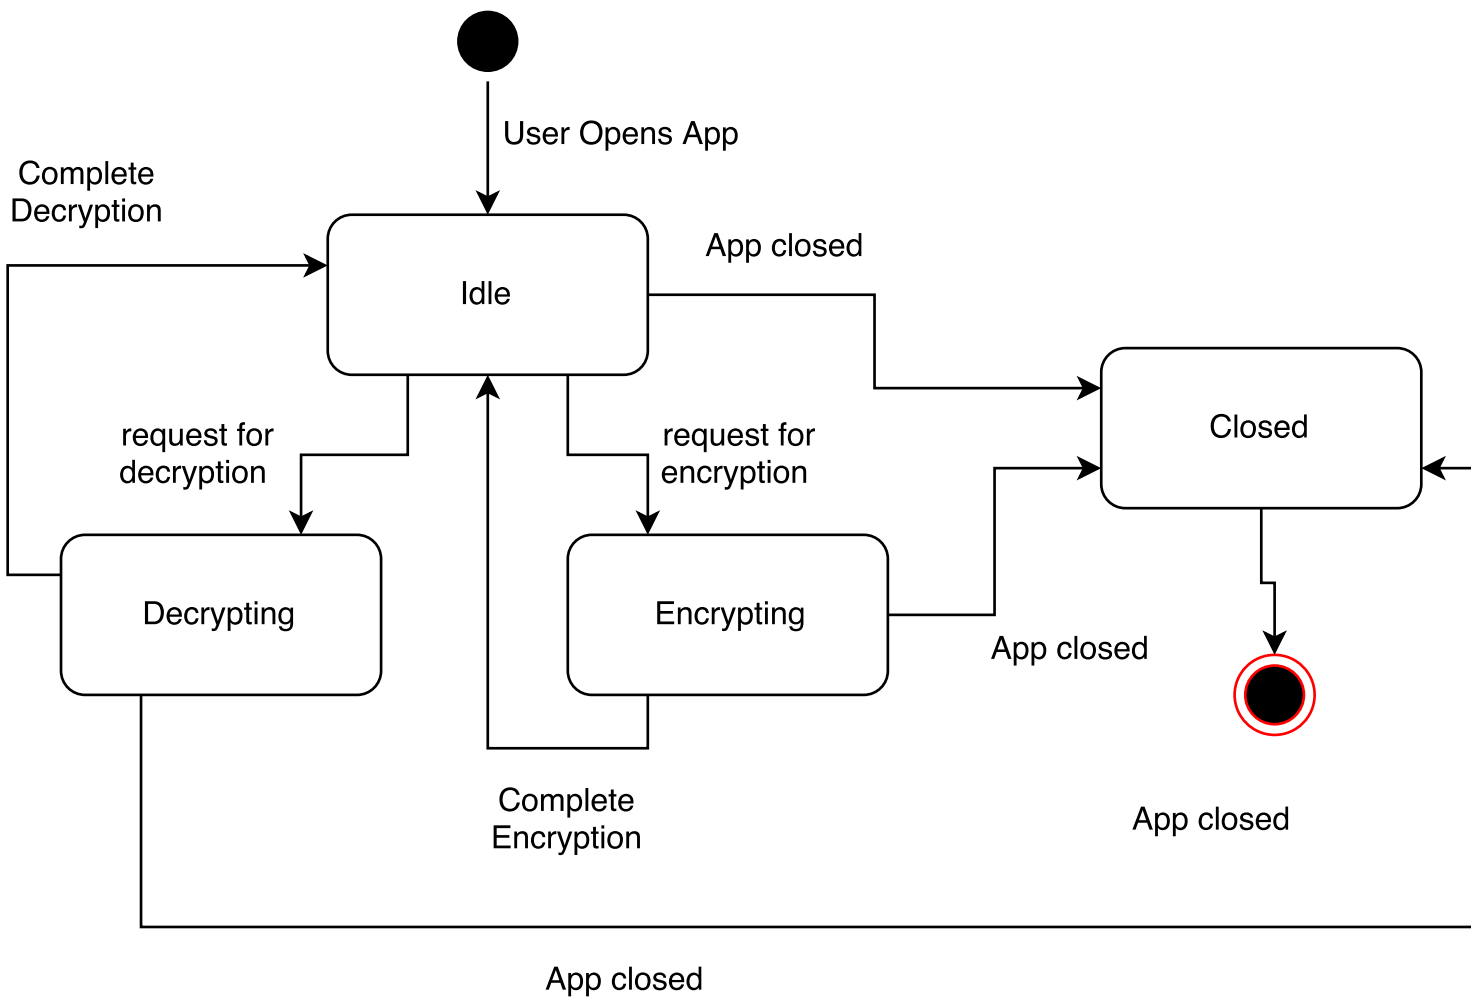 User Opens App
Complete
Decryption
App closed
Idle
request for
decryption
request for
encryption
Closed
Decrypting
Encrypting
App closed
Complete
Encryption
App closed
App closed